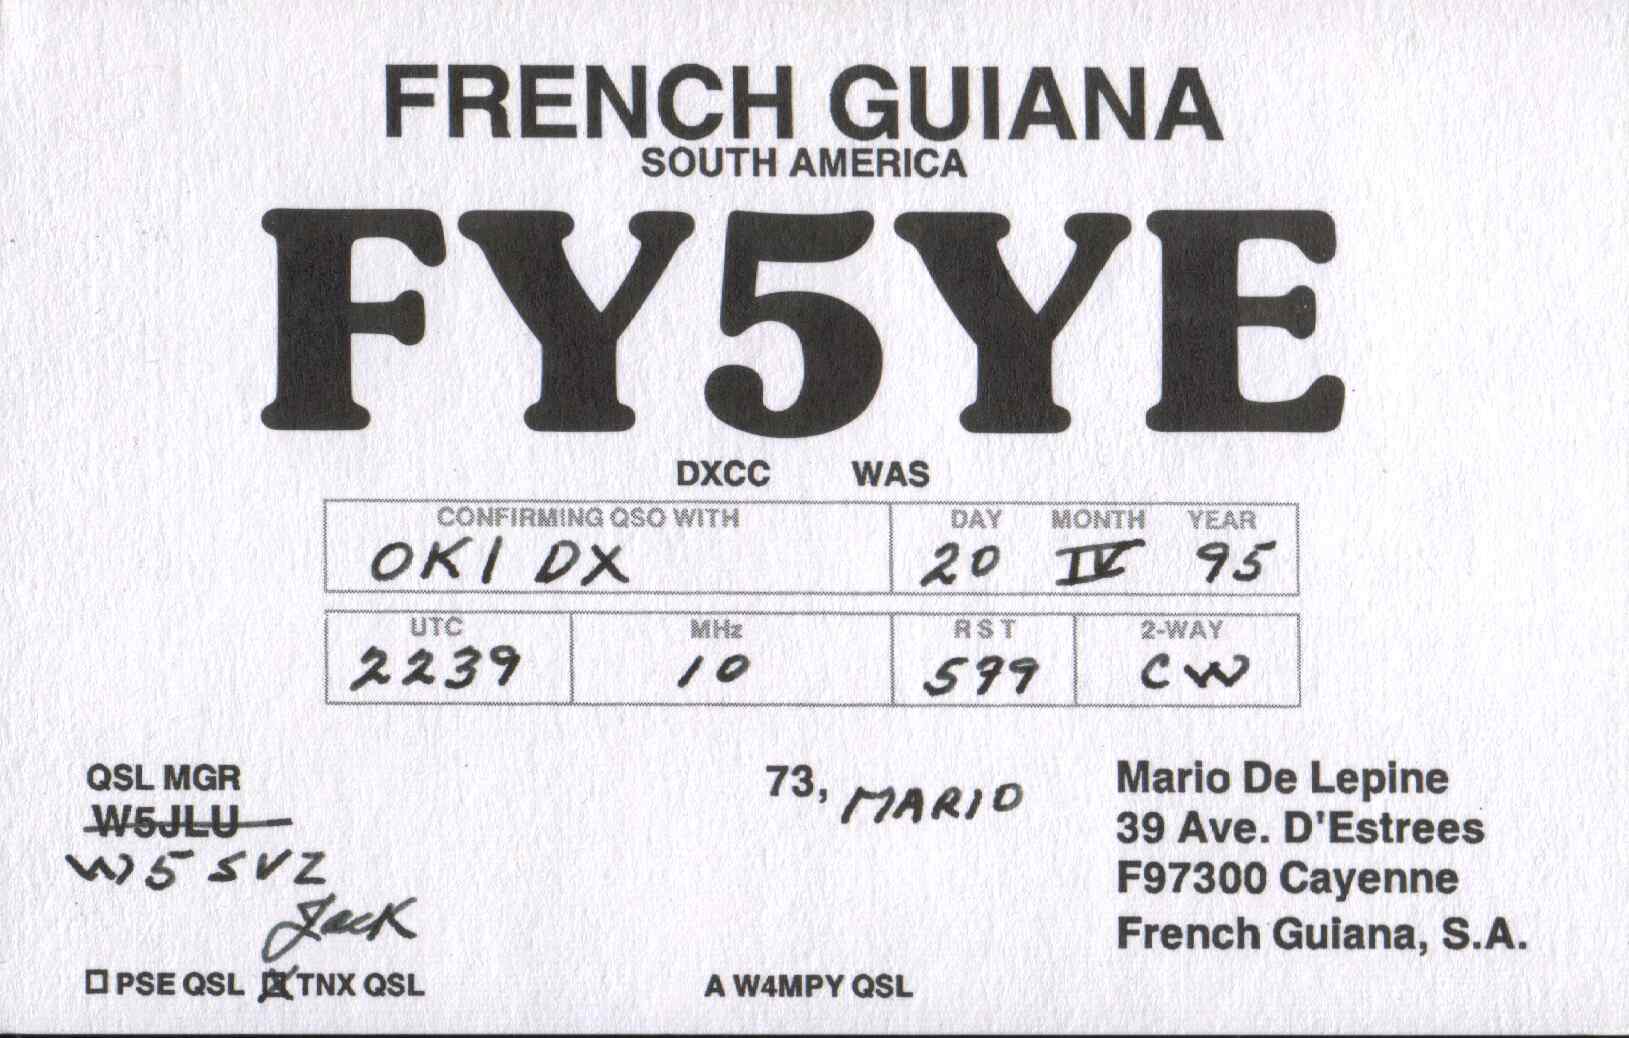 FRENCH GUIANA
SOUTH AMERICA
FY5YE
DXCC WAS
CONFIRMING QSO WITH DAY MONTH YEAR
OK1DX 20 IV 95
UTC MHz RST 2-WAY
2239 10 599 CW
QSL MGR
W5JLU
W5SVZ
Jack
73, MARIO
Mario De Lepine
39 Ave. D'Estrees
F97300 Cayenne
French Guiana, S.A.
PSE QSL TNX QSL
A W4MPY QSL